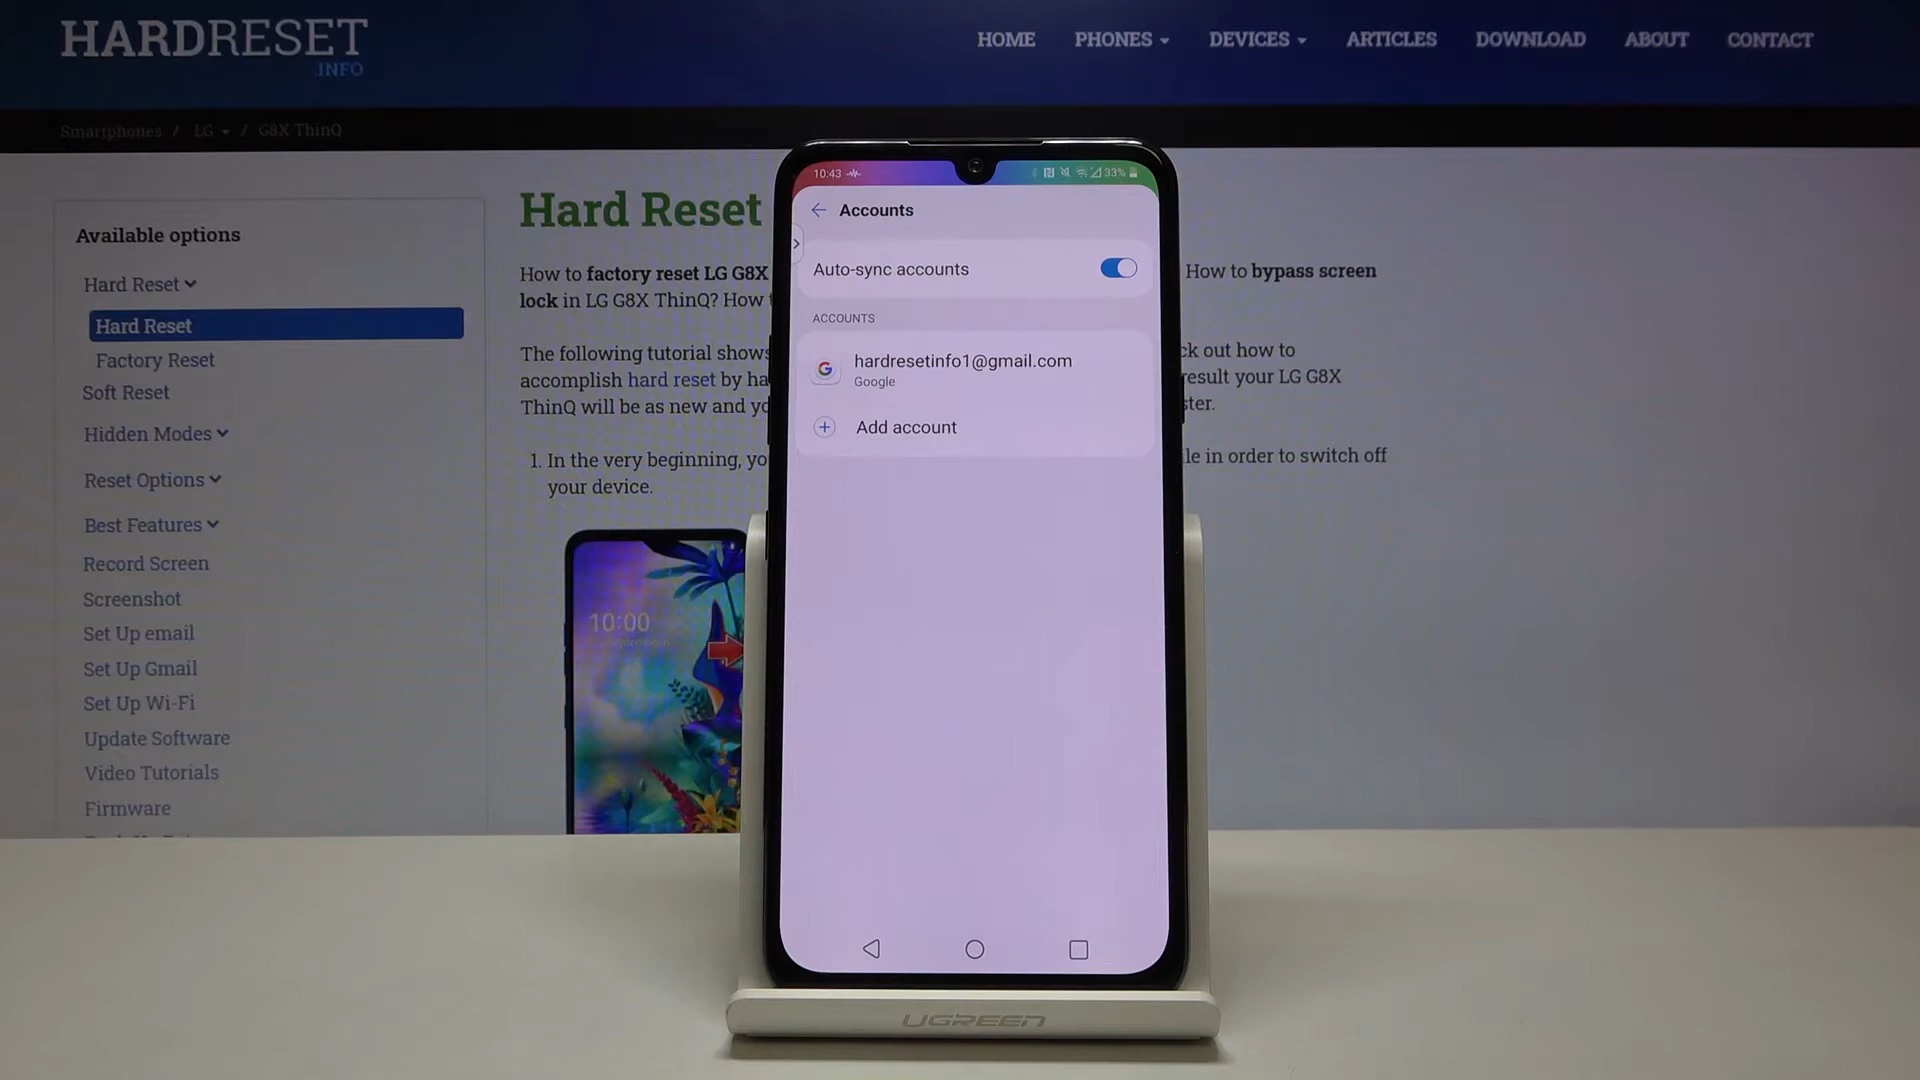 HARDRESET
.INFO
HOME PHONES DEVICES ARTICLES DOWNLOAD ABOUT CONTACT
Smartphones / LG / G8X ThinQ
Available options
Hard Reset
Hard Reset
Factory Reset
Soft Reset
Hidden Modes
Reset Options
Best Features
Record Screen
Screenshot
Set Up email
Set Up Gmail
Set Up Wi-Fi
Update Software
Video Tutorials
Firmware
Hard Reset
How to factory reset LG G8X
How to bypass screen
lock in LG G8X ThinQ? How
The following tutorial shows
ck out how to
accomplish hard reset by ha
result your LG G8X
ThinQ will be as new and yo
ster.
1. In the very beginning, yo
le in order to switch off
your device.
10:00
10:43 33%
Accounts
Auto-sync accounts
ACCOUNTS
hardresetinfo1@gmail.com
Google
Add account
UGREEN